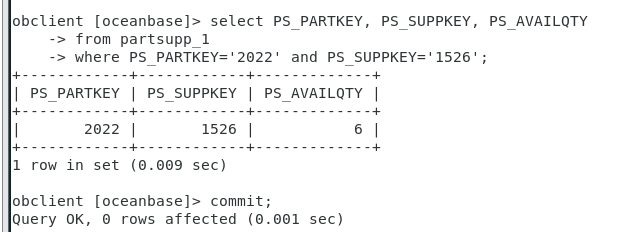 obclient [oceanbase]> select PS_PARTKEY, PS_SUPPKEY, PS_AVAILQTY
    -> from partsupp_1
    -> where PS_PARTKEY='2022' and PS_SUPPKEY='1526';
+------------+------------+-------------+
| PS_PARTKEY | PS_SUPPKEY | PS_AVAILQTY |
+------------+------------+-------------+
|       2022 |       1526 |           6 |
+------------+------------+-------------+
1 row in set (0.009 sec)

obclient [oceanbase]> commit;
Query OK, 0 rows affected (0.001 sec)